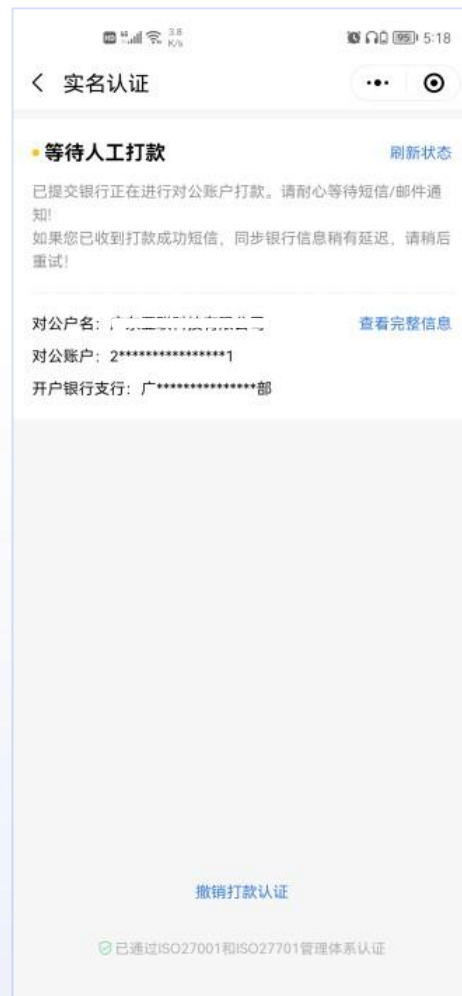 HD 3.8 K/s 95 5:18
实名认证
等待人工打款 刷新状态
已提交银行正在进行对公账户打款。请耐心等待短信/邮件通
知!
如果您已收到打款成功短信，同步银行信息稍有延迟，请稍后
重试!
对公户名： 查看完整信息
对公账户：2****************1
开户银行支行：广***************部
撤销打款认证
已通过ISO27001和ISO27701管理体系认证